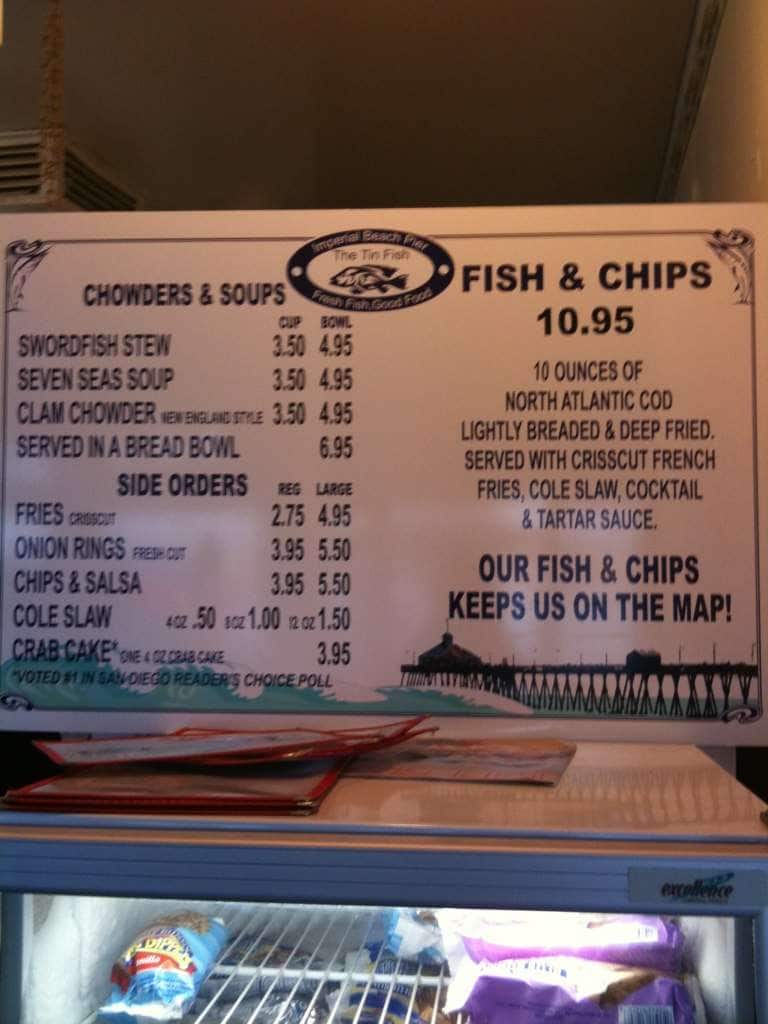 Imperial Beach Pier
The Tin Fish
Fresh Fish, Good Food
CHOWDERS & SOUPS
CUP BOWL
SWORDFISH STEW 3.50 4.95
SEVEN SEAS SOUP 3.50 4.95
CLAM CHOWDER NEW ENGLAND STYLE 3.50 4.95
SERVED IN A BREAD BOWL 6.95
SIDE ORDERS REG LARGE
FRIES CRISSCUT 2.75 4.95
ONION RINGS FRESH CUT 3.95 5.50
CHIPS & SALSA 3.95 5.50
COLE SLAW 4 OZ .50 8 OZ 1.00 12 OZ 1.50
CRAB CAKE* ONE 4 OZ CRAB CAKE 3.95
*VOTED #1 IN SAN DIEGO READER'S CHOICE POLL
FISH & CHIPS
10.95
10 OUNCES OF
NORTH ATLANTIC COD
LIGHTLY BREADED & DEEP FRIED.
SERVED WITH CRISSCUT FRENCH
FRIES, COLE SLAW, COCKTAIL
& TARTAR SAUCE.
OUR FISH & CHIPS
KEEPS US ON THE MAP!
excellence